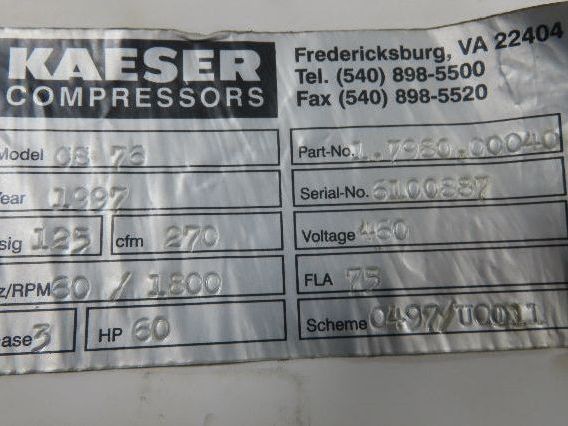 KAESER
COMPRESSORS
Fredericksburg, VA 22404
Tel. (540) 898-5500
Fax (540) 898-5520
Model CS 76
Part-No. 1.7980.00040
Year 1997
Serial-No. 6100887
sig 125 cfm 270
Voltage 460
z/RPM 60 / 1800
FLA 75
ase 3 HP 60
Scheme 0497/U0011